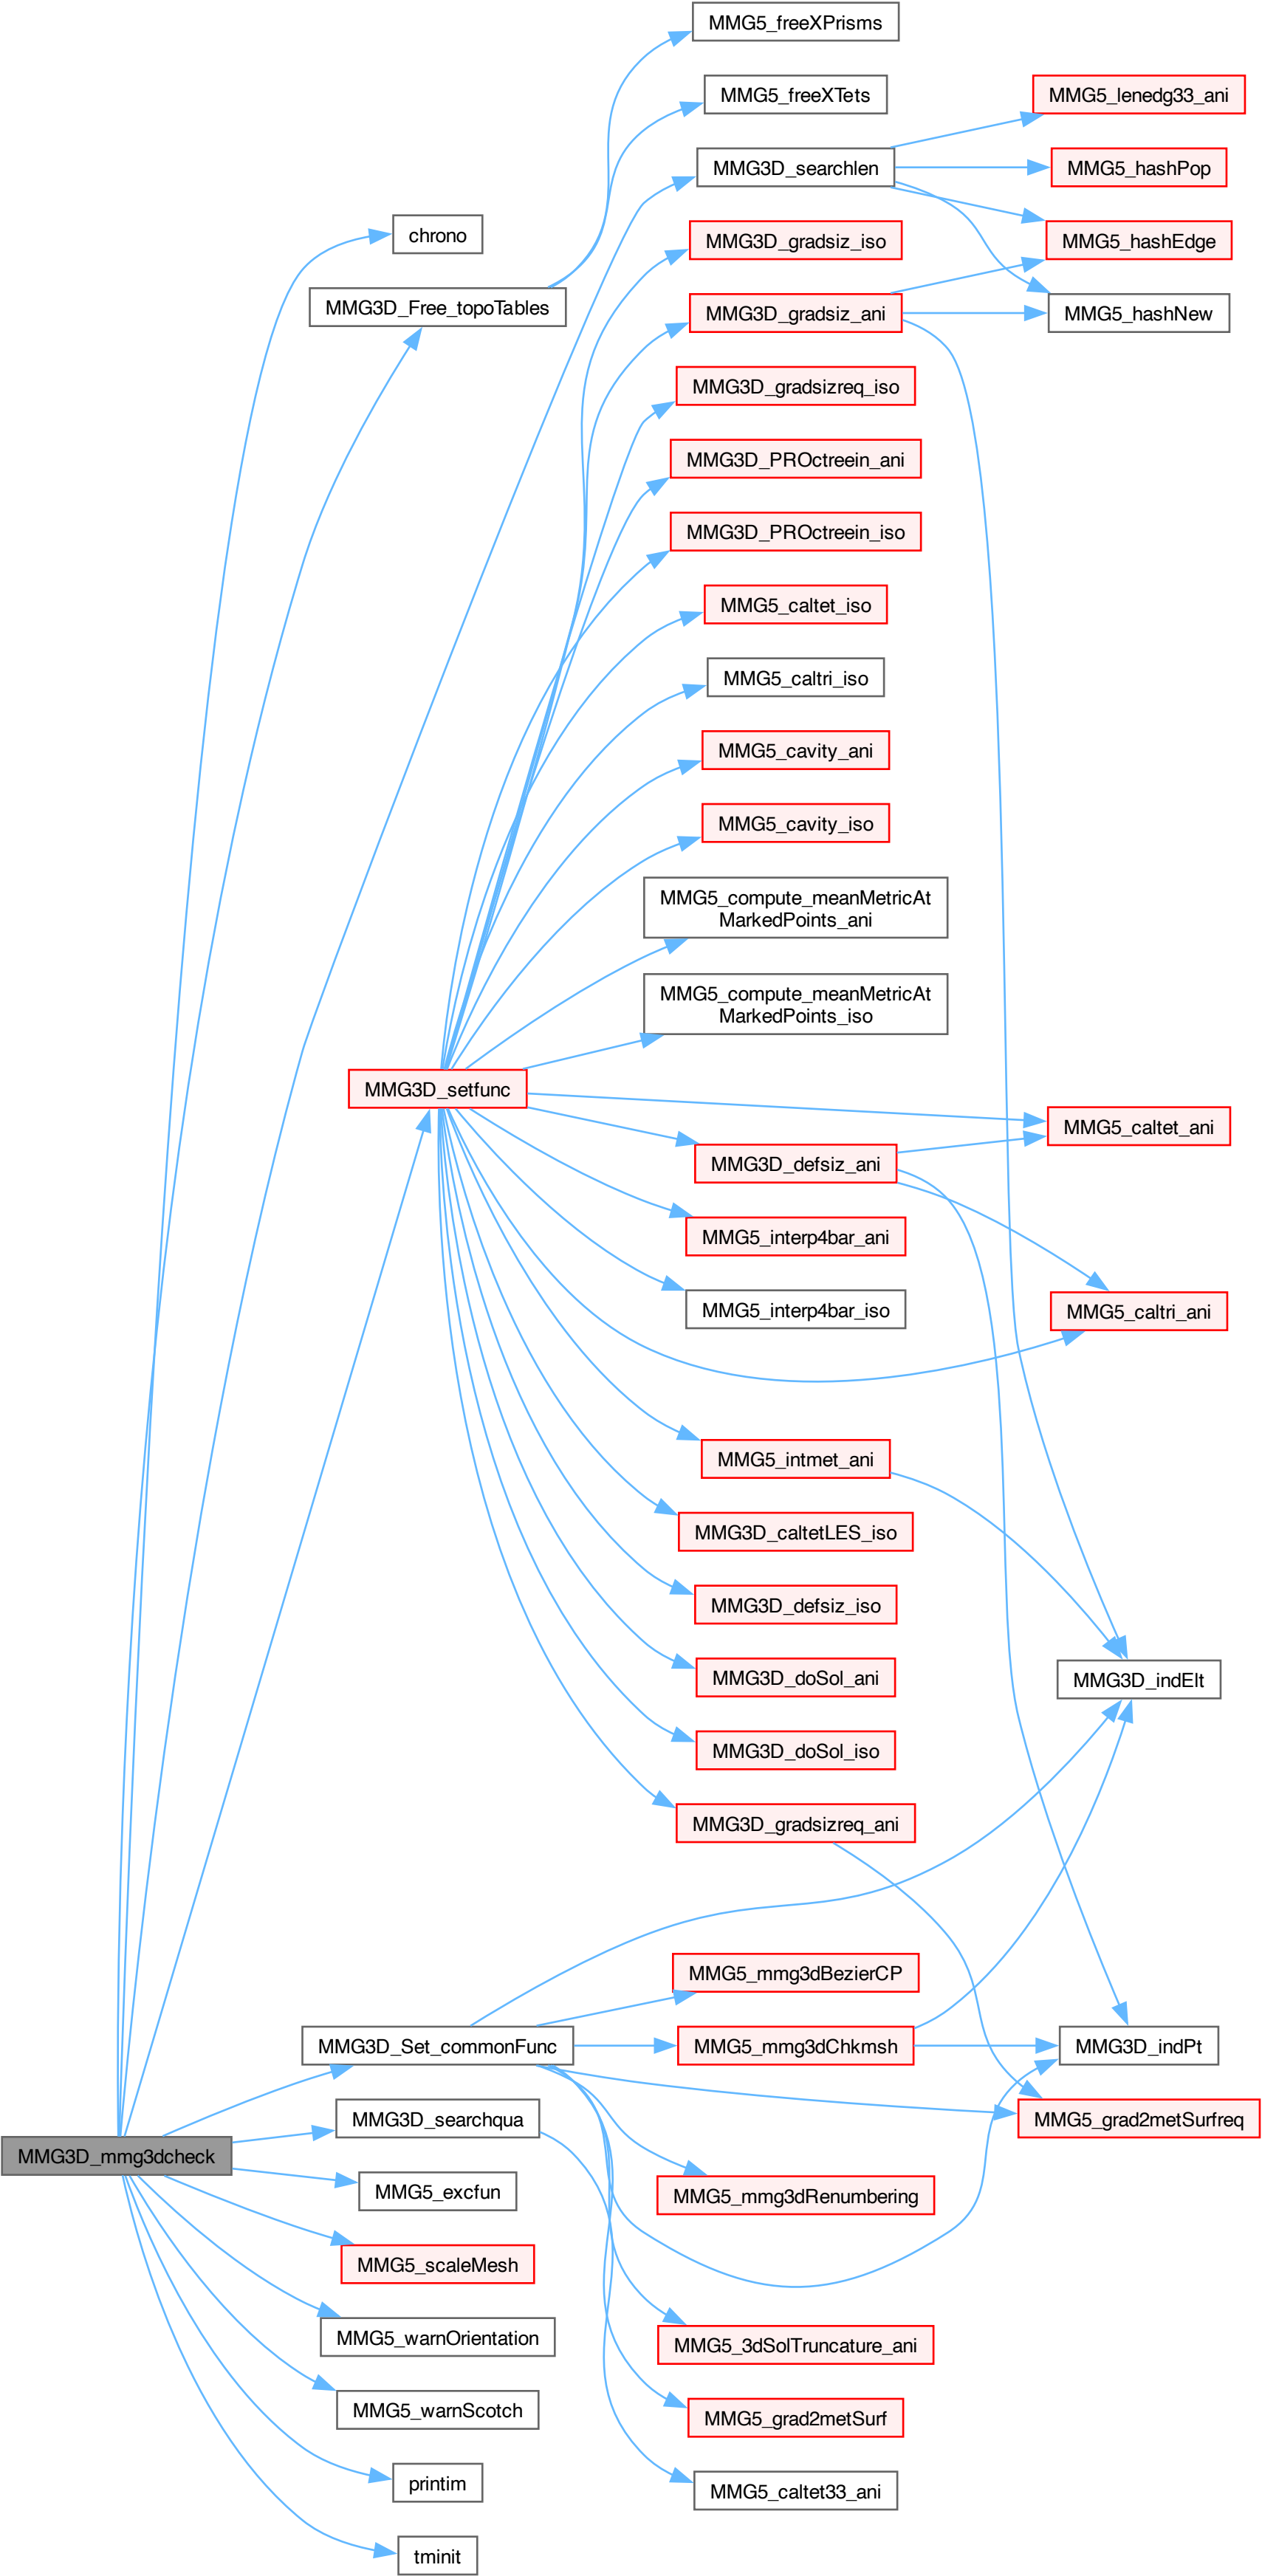 MMG5_freeXPrisms
MMG5_freeXTets
MMG5_lenedg33_ani
MMG3D_searchlen
MMG5_hashPop
chrono
MMG3D_gradsiz_iso
MMG5_hashEdge
MMG3D_Free_topoTables
MMG3D_gradsiz_ani
MMG5_hashNew
MMG3D_gradsizreq_iso
MMG3D_PROctreein_ani
MMG3D_PROctreein_iso
MMG5_caltet_iso
MMG5_caltri_iso
MMG5_cavity_ani
MMG5_cavity_iso
MMG5_compute_meanMetricAt
MarkedPoints_ani
MMG5_compute_meanMetricAt
MarkedPoints_iso
MMG3D_setfunc
MMG5_caltet_ani
MMG3D_defsiz_ani
MMG5_interp4bar_ani
MMG5_interp4bar_iso
MMG5_caltri_ani
MMG5_intmet_ani
MMG3D_caltetLES_iso
MMG3D_defsiz_iso
MMG3D_doSol_ani
MMG3D_indElt
MMG3D_doSol_iso
MMG3D_gradsizreq_ani
MMG5_mmg3dBezierCP
MMG3D_Set_commonFunc
MMG5_mmg3dChkmsh
MMG3D_indPt
MMG3D_searchqua
MMG5_grad2metSurfreq
MMG3D_mmg3dcheck
MMG5_excfun
MMG5_mmg3dRenumbering
MMG5_scaleMesh
MMG5_warnOrientation
MMG5_3dSolTruncature_ani
MMG5_warnScotch
MMG5_grad2metSurf
printim
MMG5_caltet33_ani
tminit